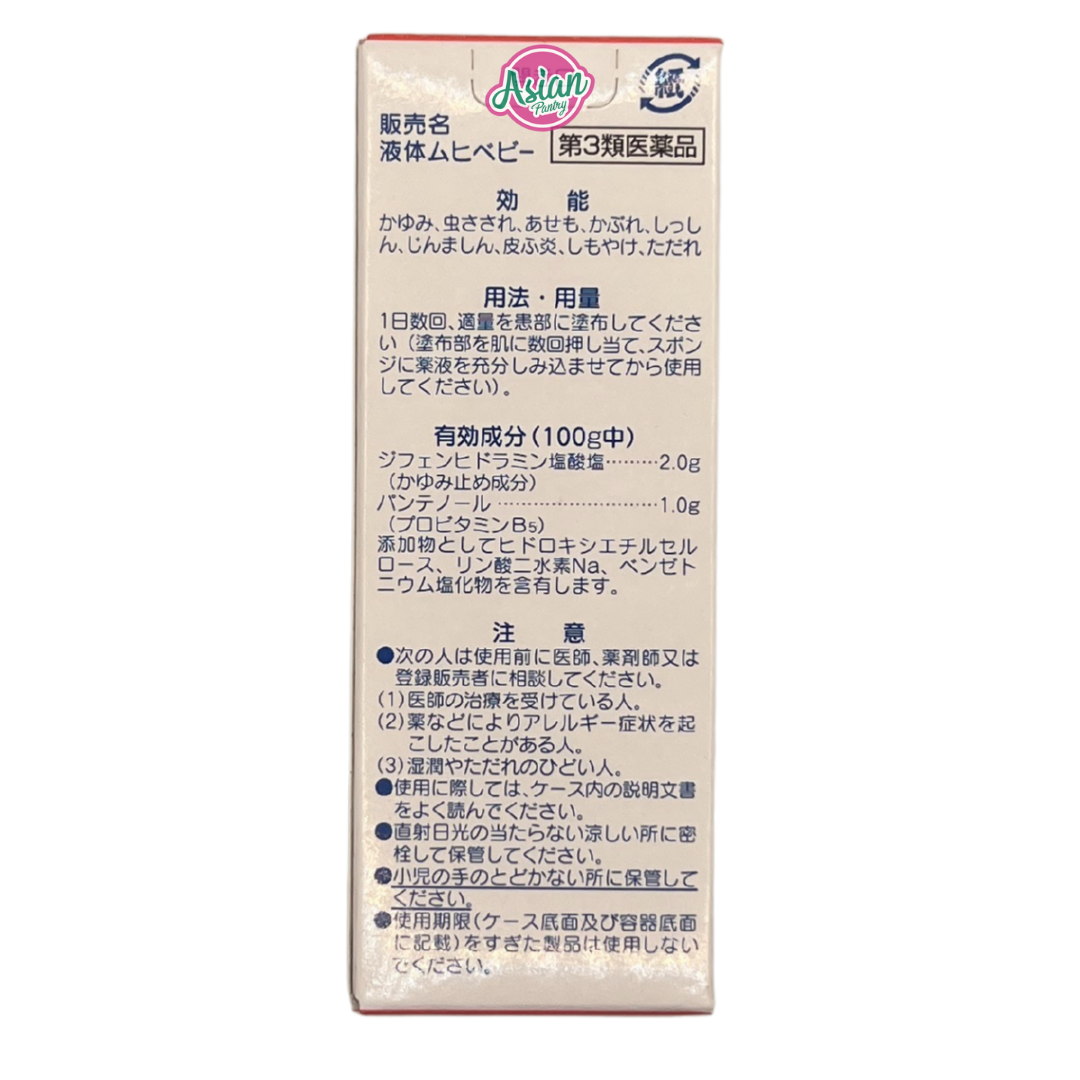 Asian
Pantry
紙
販売名
液体ムヒベビー
第3類医薬品
効 能
かゆみ、虫さされ、あせも、かぶれ、しっし
ん、じんましん、皮ふ炎、しもやけ、ただれ
用法・用量
1日数回、適量を患部に塗布してくださ
い（塗布部を肌に数回押し当て、スポン
ジに薬液を充分しみ込ませてから使用
してください）。
有効成分（100g中）
ジフェンヒドラミン塩酸塩………2.0g
（かゆみ止め成分）
パンテノール……………………1.0g
（プロビタミンB5）
添加物としてヒドロキシエチルセル
ロース、リン酸二水素Na、ベンゼト
ニウム塩化物を含有します。
注 意
●次の人は使用前に医師、薬剤師又は
登録販売者に相談してください。
(1)医師の治療を受けている人。
(2)薬などによりアレルギー症状を起
こしたことがある人。
(3)湿潤やただれのひどい人。
●使用に際しては、ケース内の説明文書
をよく読んでください。
●直射日光の当たらない涼しい所に密
栓して保管してください。
●小児の手のとどかない所に保管して
ください。
●使用期限（ケース底面及び容器底面
に記載）をすぎた製品は使用しない
でください。